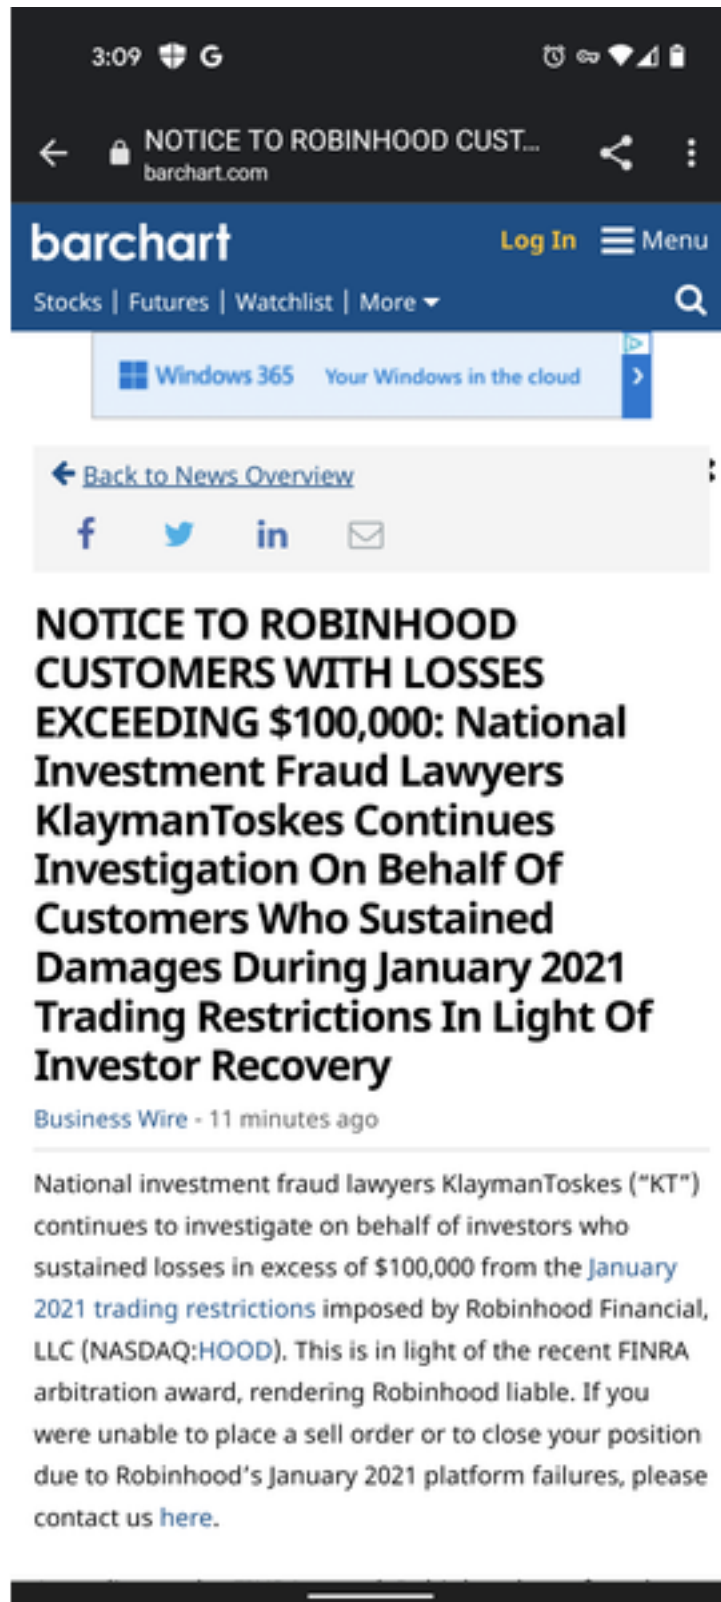 3:09 G
NOTICE TO ROBINHOOD CUST...
barchart.com
barchart
Log In Menu
Stocks | Futures | Watchlist | More
Windows 365 Your Windows in the cloud
Back to News Overview
NOTICE TO ROBINHOOD
CUSTOMERS WITH LOSSES
EXCEEDING $100,000: National
Investment Fraud Lawyers
KlaymanToskes Continues
Investigation On Behalf Of
Customers Who Sustained
Damages During January 2021
Trading Restrictions In Light Of
Investor Recovery
Business Wire - 11 minutes ago
National investment fraud lawyers KlaymanToskes (“KT”)
continues to investigate on behalf of investors who
sustained losses in excess of $100,000 from the January
2021 trading restrictions imposed by Robinhood Financial,
LLC (NASDAQ:HOOD). This is in light of the recent FINRA
arbitration award, rendering Robinhood liable. If you
were unable to place a sell order or to close your position
due to Robinhood’s January 2021 platform failures, please
contact us here.